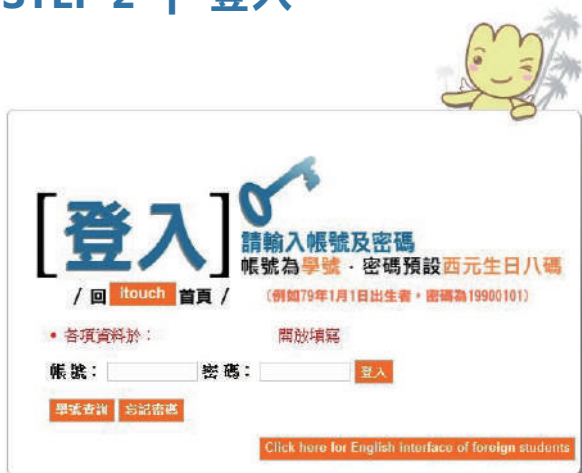 STEP 2 | 登入
[登入]
請輸入帳號及密碼
帳號為學號 · 密碼預設西元生日八碼
/ 回 itouch 首頁 /
(例如79年1月1日出生者，密碼為19900101)
• 各項資料於： 開放填寫
帳號： 密碼： 登入
學號查詢 忘記密碼
Click here for English interface of foreign students